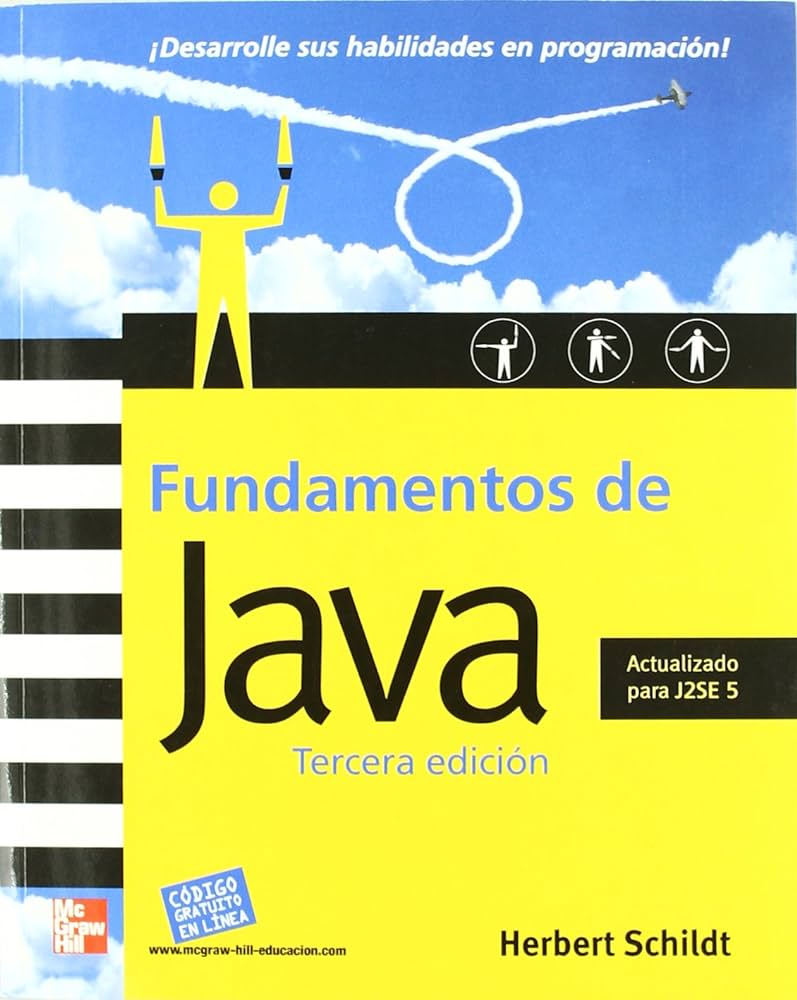 ¡Desarrolle sus habilidades en programación!
Fundamentos de
Java
Actualizado
para J2SE 5
Tercera edición
CÓDIGO
GRATUITO
EN LÍNEA
Mc
Graw
Hill
www.mcgraw-hill-educacion.com
Herbert Schildt